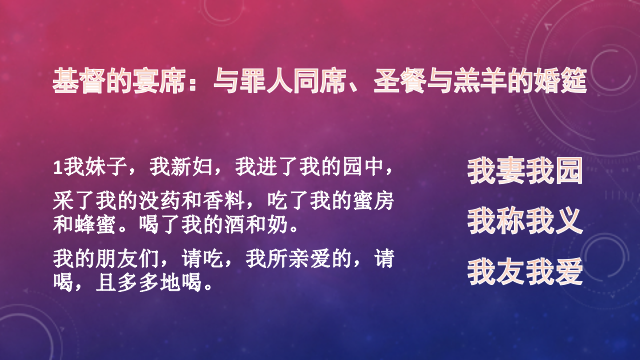 基督的宴席：与罪人同席、圣餐与羔羊的婚筵
1我妹子，我新妇，我进了我的园中，
采了我的没药和香料，吃了我的蜜房
和蜂蜜。喝了我的酒和奶。
我的朋友们，请吃，我所亲爱的，请
喝，且多多地喝。
我妻我园
我称我义
我友我爱